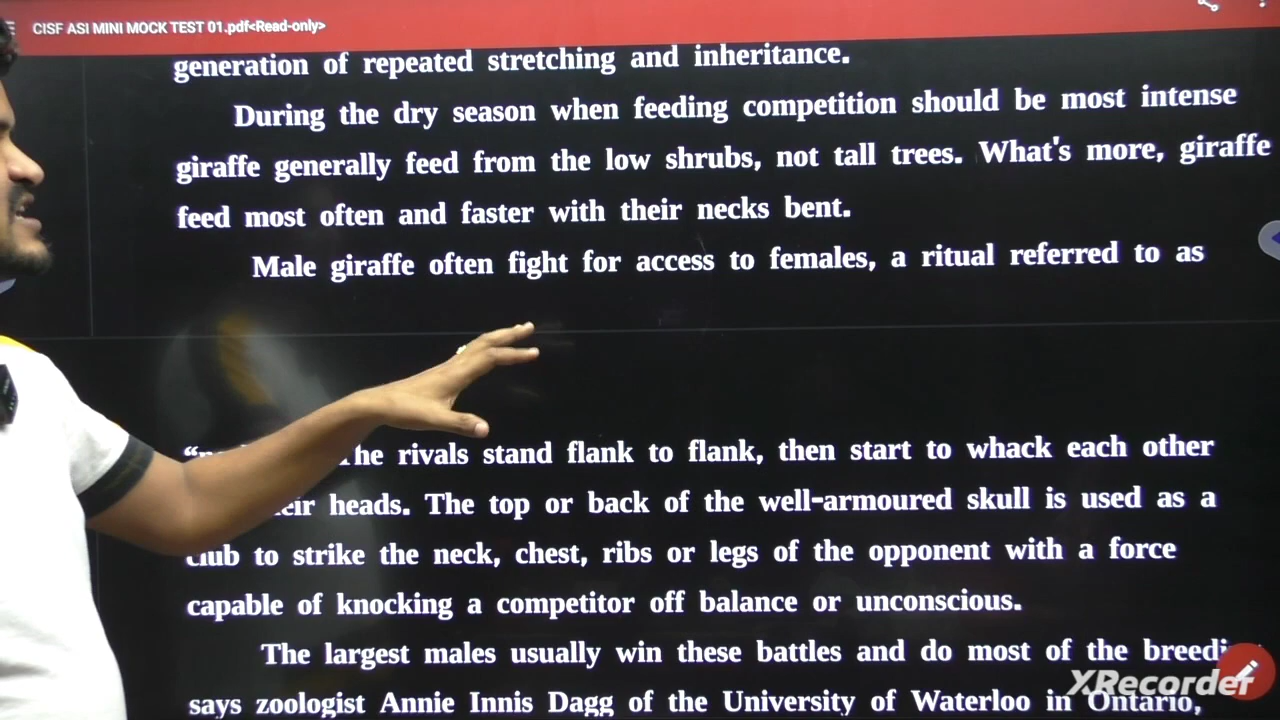 CISF ASI MINI MOCK TEST 01.pdf<Read-only>
generation of repeated stretching and inheritance.
During the dry season when feeding competition should be most intense
giraffe generally feed from the low shrubs, not tall trees. What's more, giraffe
feed most often and faster with their necks bent.
Male giraffe often fight for access to females, a ritual referred to as
The rivals stand flank to flank, then start to whack each other
heads. The top or back of the well-armoured skull is used as a
club to strike the neck, chest, ribs or legs of the opponent with a force
capable of knocking a competitor off balance or unconscious.
The largest males usually win these battles and do most of the
says zoologist Annie Innis Dagg of the University of Waterloo in Ontario,
XRecorder